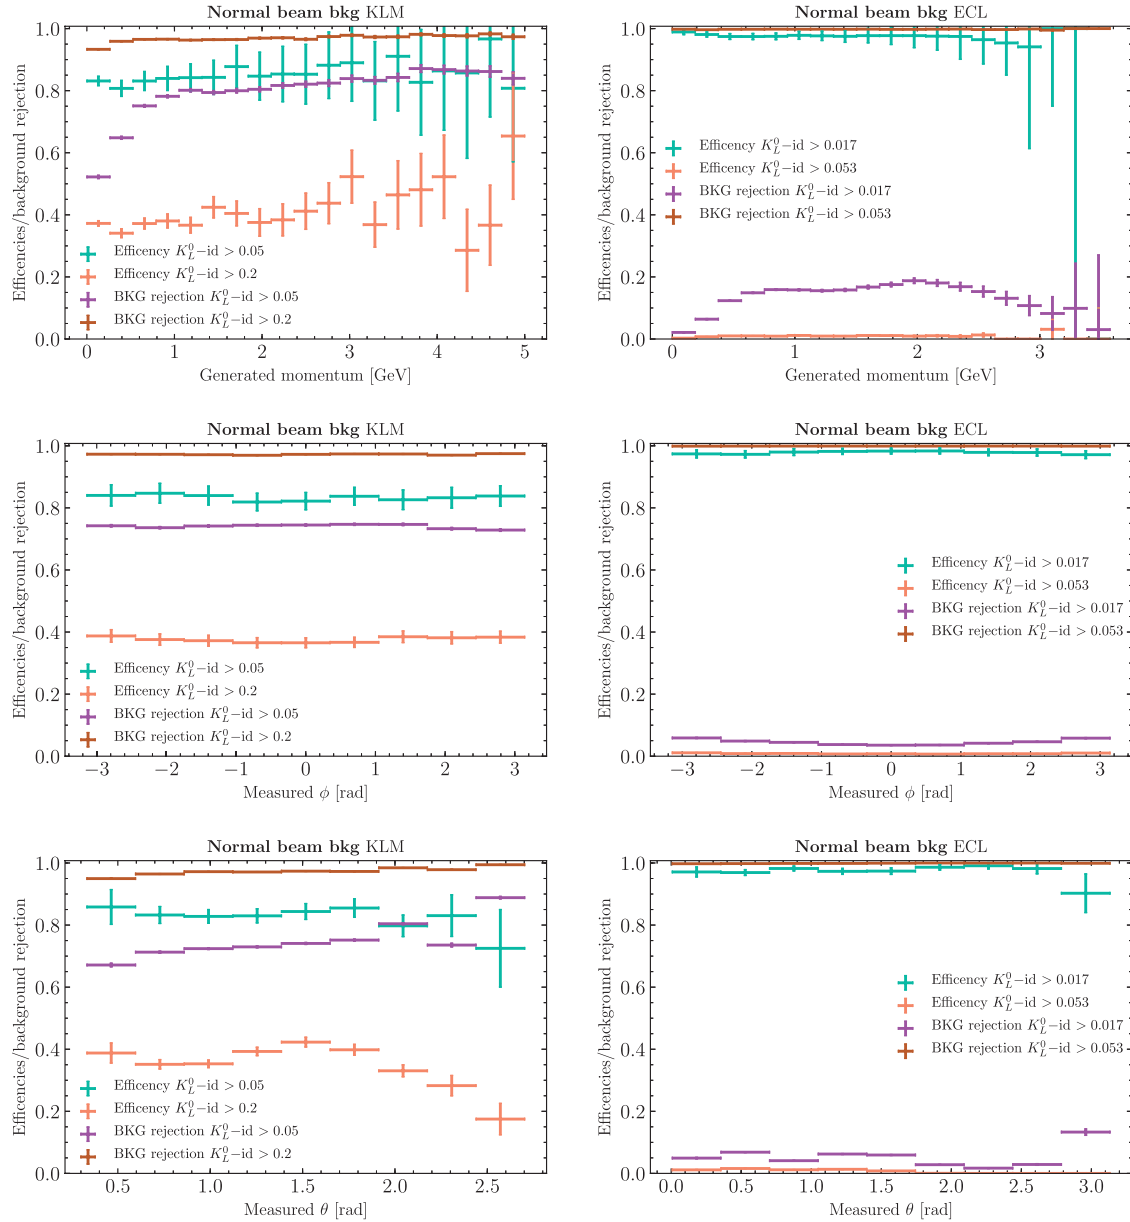 Normal beam bkg KLM
Efficencies/background rejection
1.0
0.8
0.6
0.4
0.2
0.0
Efficency $K_L^0$−id > 0.05
Efficency $K_L^0$−id > 0.2
BKG rejection $K_L^0$−id > 0.05
BKG rejection $K_L^0$−id > 0.2
0 1 2 3 4 5
Generated momentum [GeV]
Normal beam bkg ECL
Efficencies/background rejection
1.0
0.8
0.6
0.4
0.2
0.0
Efficency $K_L^0$−id > 0.017
Efficency $K_L^0$−id > 0.053
BKG rejection $K_L^0$−id > 0.017
BKG rejection $K_L^0$−id > 0.053
0 1 2 3
Generated momentum [GeV]
Normal beam bkg KLM
Efficencies/background rejection
1.0
0.8
0.6
0.4
0.2
0.0
Efficency $K_L^0$−id > 0.05
Efficency $K_L^0$−id > 0.2
BKG rejection $K_L^0$−id > 0.05
BKG rejection $K_L^0$−id > 0.2
−3 −2 −1 0 1 2 3
Measured ϕ [rad]
Normal beam bkg ECL
Efficencies/background rejection
1.0
0.8
0.6
0.4
0.2
0.0
Efficency $K_L^0$−id > 0.017
Efficency $K_L^0$−id > 0.053
BKG rejection $K_L^0$−id > 0.017
BKG rejection $K_L^0$−id > 0.053
−3 −2 −1 0 1 2 3
Measured ϕ [rad]
Normal beam bkg KLM
Efficencies/background rejection
1.0
0.8
0.6
0.4
0.2
0.0
Efficency $K_L^0$−id > 0.05
Efficency $K_L^0$−id > 0.2
BKG rejection $K_L^0$−id > 0.05
BKG rejection $K_L^0$−id > 0.2
0.5 1.0 1.5 2.0 2.5
Measured θ [rad]
Normal beam bkg ECL
Efficencies/background rejection
1.0
0.8
0.6
0.4
0.2
0.0
Efficency $K_L^0$−id > 0.017
Efficency $K_L^0$−id > 0.053
BKG rejection $K_L^0$−id > 0.017
BKG rejection $K_L^0$−id > 0.053
0.0 0.5 1.0 1.5 2.0 2.5 3.0
Measured θ [rad]